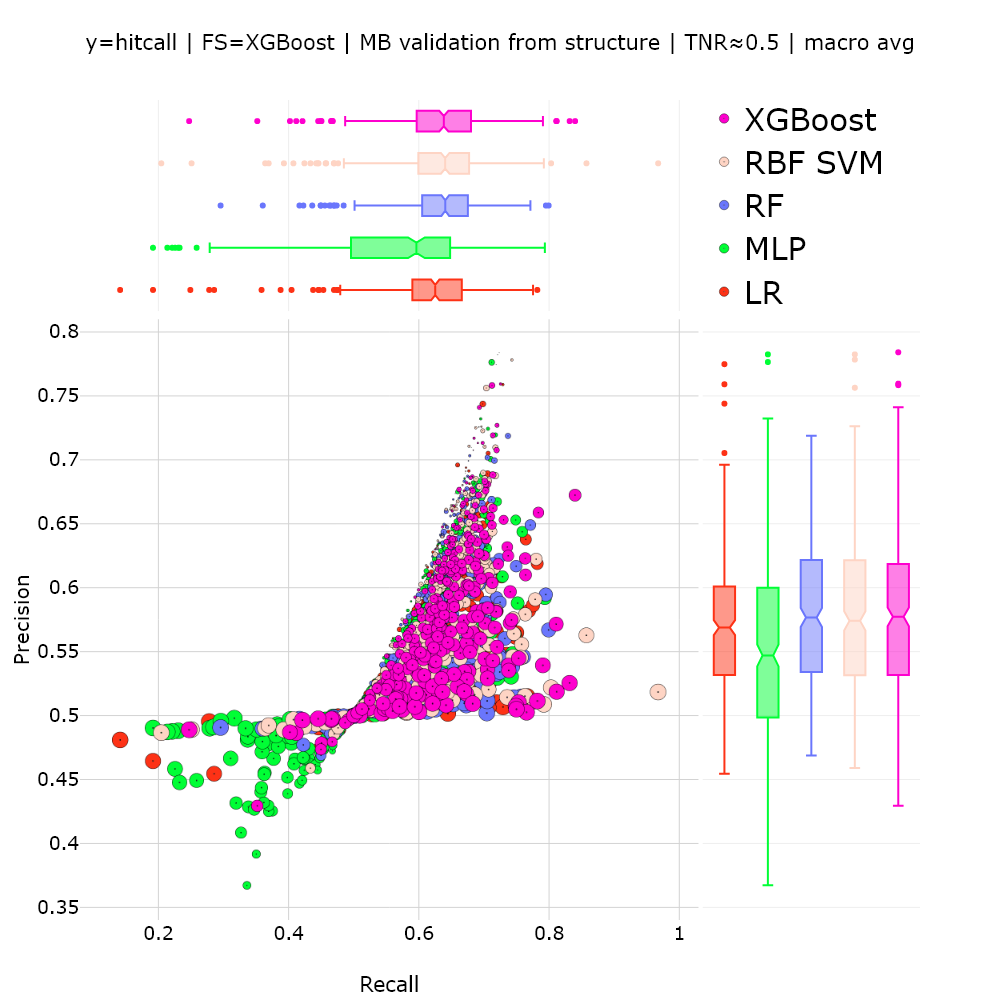 y=hitcall | FS=XGBoost | MB validation from structure | TNR≈0.5 | macro avg
XGBoost
RBF SVM
RF
MLP
LR
0.8
0.75
0.7
0.65
0.6
0.55
0.5
0.45
0.4
0.35
Precision
0.2
0.4
0.6
0.8
1
Recall